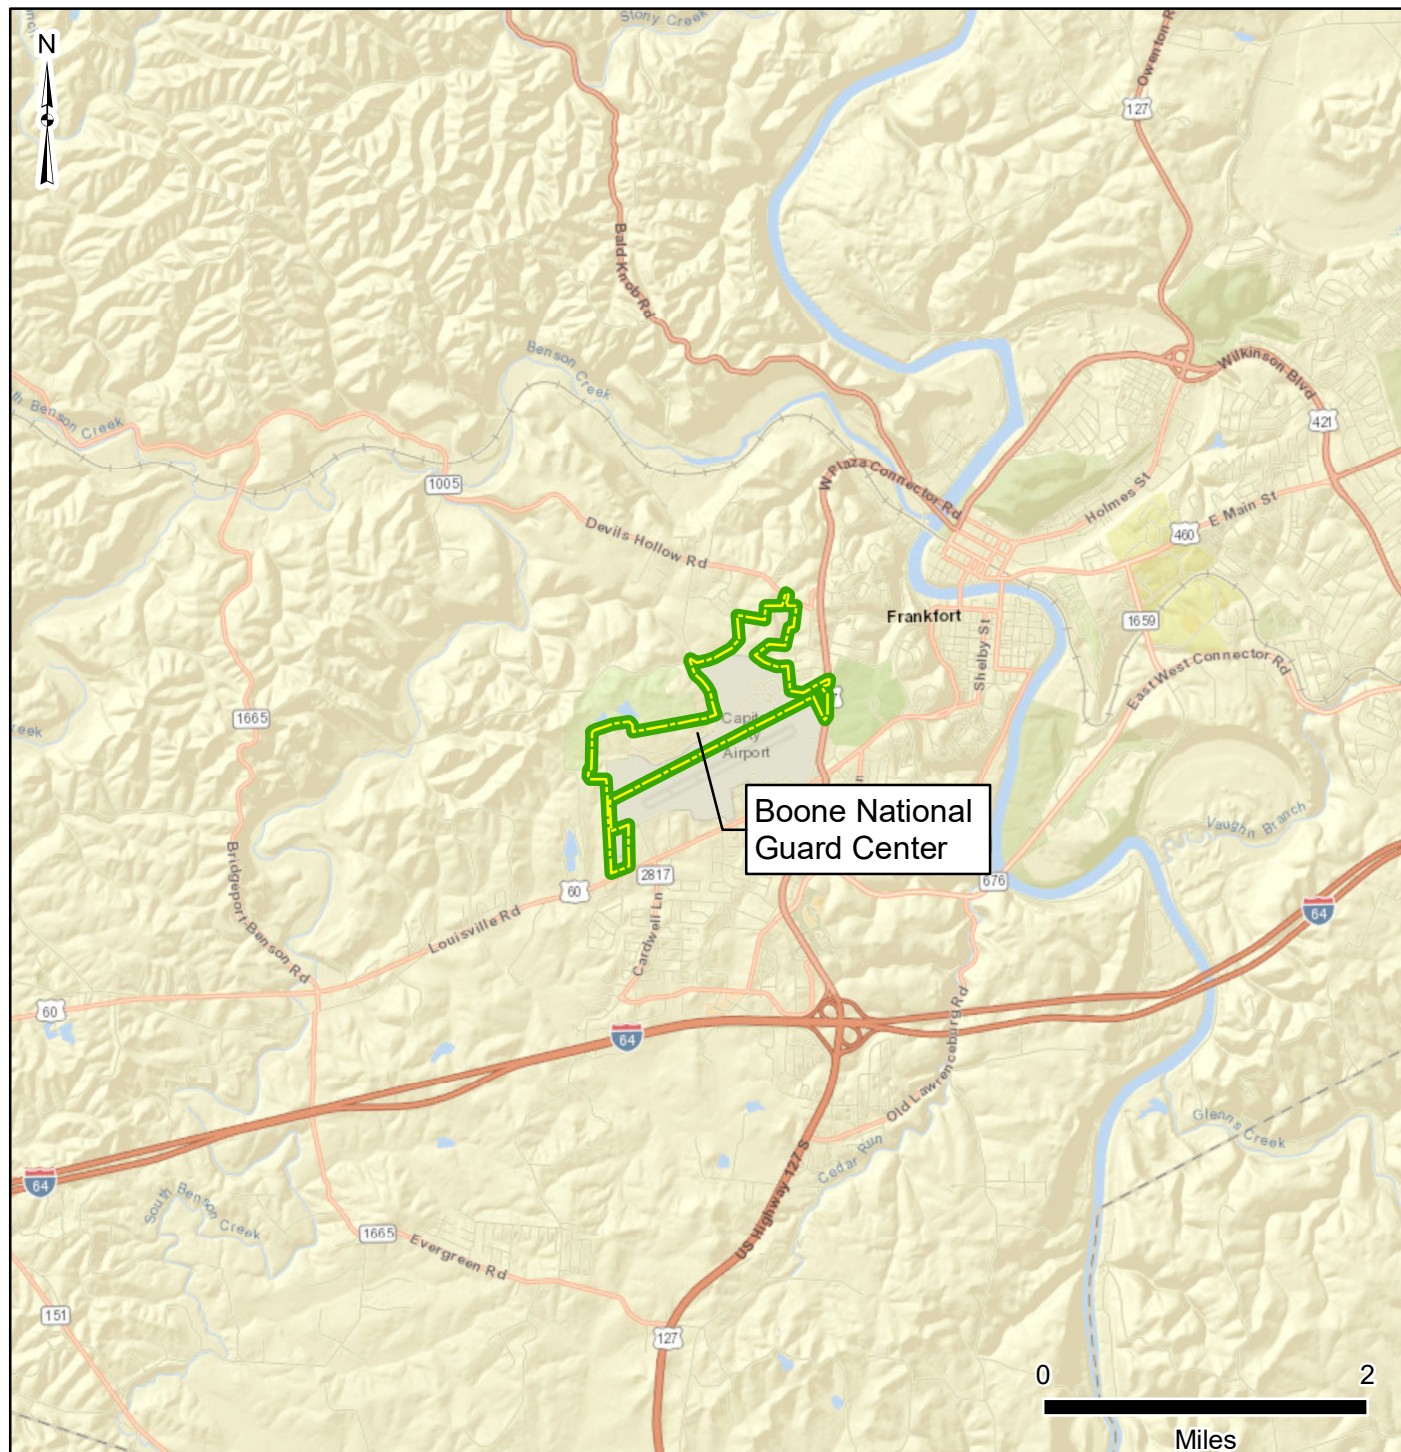 N
Stony Creek
Owenton R
127
Bald Knob Rd
Benson
Creek
Wilkinson Blvd
421
th Benson Creek
1005
W Plaza Connector Rd
Holmes St
E Main St
460
Devils Hollow Rd
Frankfort
1659
Shelby St
East West Connector Rd
1665
reek
Airport
Boone National
Guard Center
Vaughn Branch
Bridgeport-Benson Rd
2817
60
676
64
Louisville Rd
Cardwell Ln
60
64
Old Lawrenceburg Rd
Glenns Creek
Cedar Run
64
South Benson
Creek
US Highway 127 S
1665
Evergreen Rd
151
127
0 2
Miles